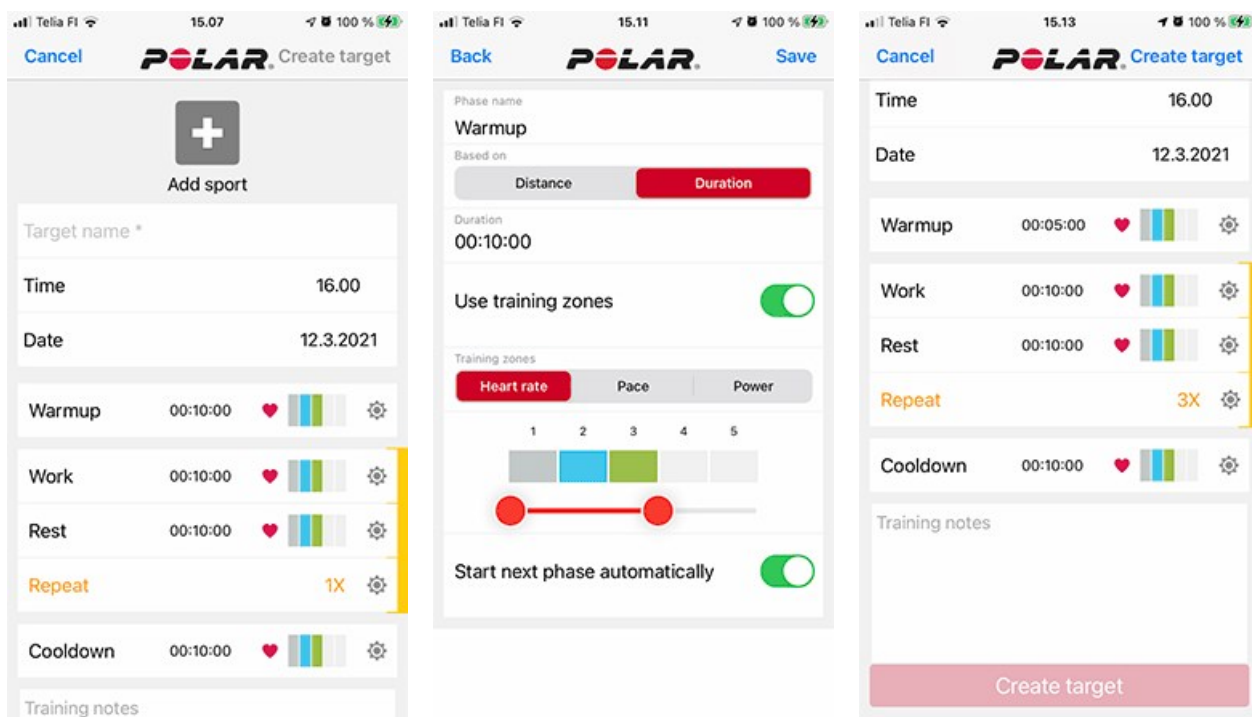 Telia FI 15.07 100 %
Cancel POLAR. Create target
Add sport
Target name *
Time 16.00
Date 12.3.2021
Warmup 00:10:00
Work 00:10:00
Rest 00:10:00
Repeat 1X
Cooldown 00:10:00
Training notes
Telia FI 15.11 100 %
Back POLAR. Save
Phase name
Warmup
Based on
Distance Duration
Duration
00:10:00
Use training zones
Training zones
Heart rate Pace Power
1 2 3 4 5
Start next phase automatically
Telia FI 15.13 100 %
Cancel POLAR. Create target
Time 16.00
Date 12.3.2021
Warmup 00:05:00
Work 00:10:00
Rest 00:10:00
Repeat 3X
Cooldown 00:10:00
Training notes
Create target